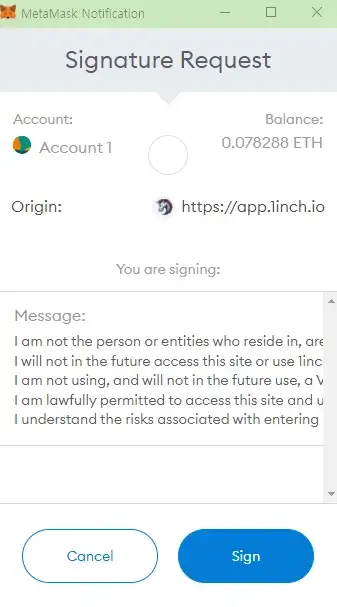 MetaMask Notification
Signature Request
Account:
Balance:
Account 1
0.078288 ETH
Origin:
https://app.1inch.io
You are signing:
Message:
I am not the person or entities who reside in, are
I will not in the future access this site or use 1inc
I am not using, and will not in the future use, a V
I am lawfully permitted to access this site and u
I understand the risks associated with entering
Cancel
Sign